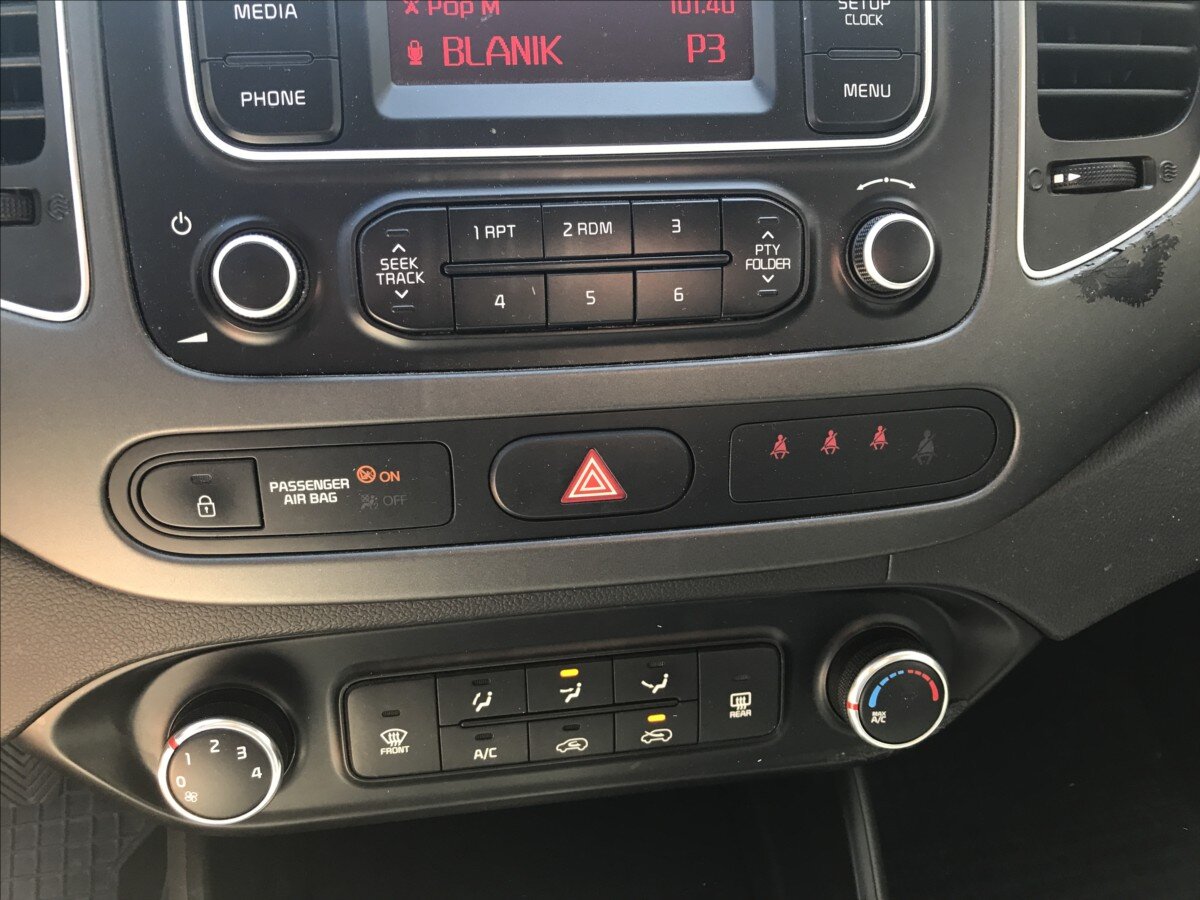 MEDIA
Pop M 101.40
SETUP
CLOCK
BLANIK P3
PHONE
MENU
SEEK
TRACK
1 RPT 2 RDM 3
4 5 6
PTY
FOLDER
PASSENGER
AIR BAG
ON
OFF
FRONT
A/C
REAR
0 1 2 3 4
MAX
A/C